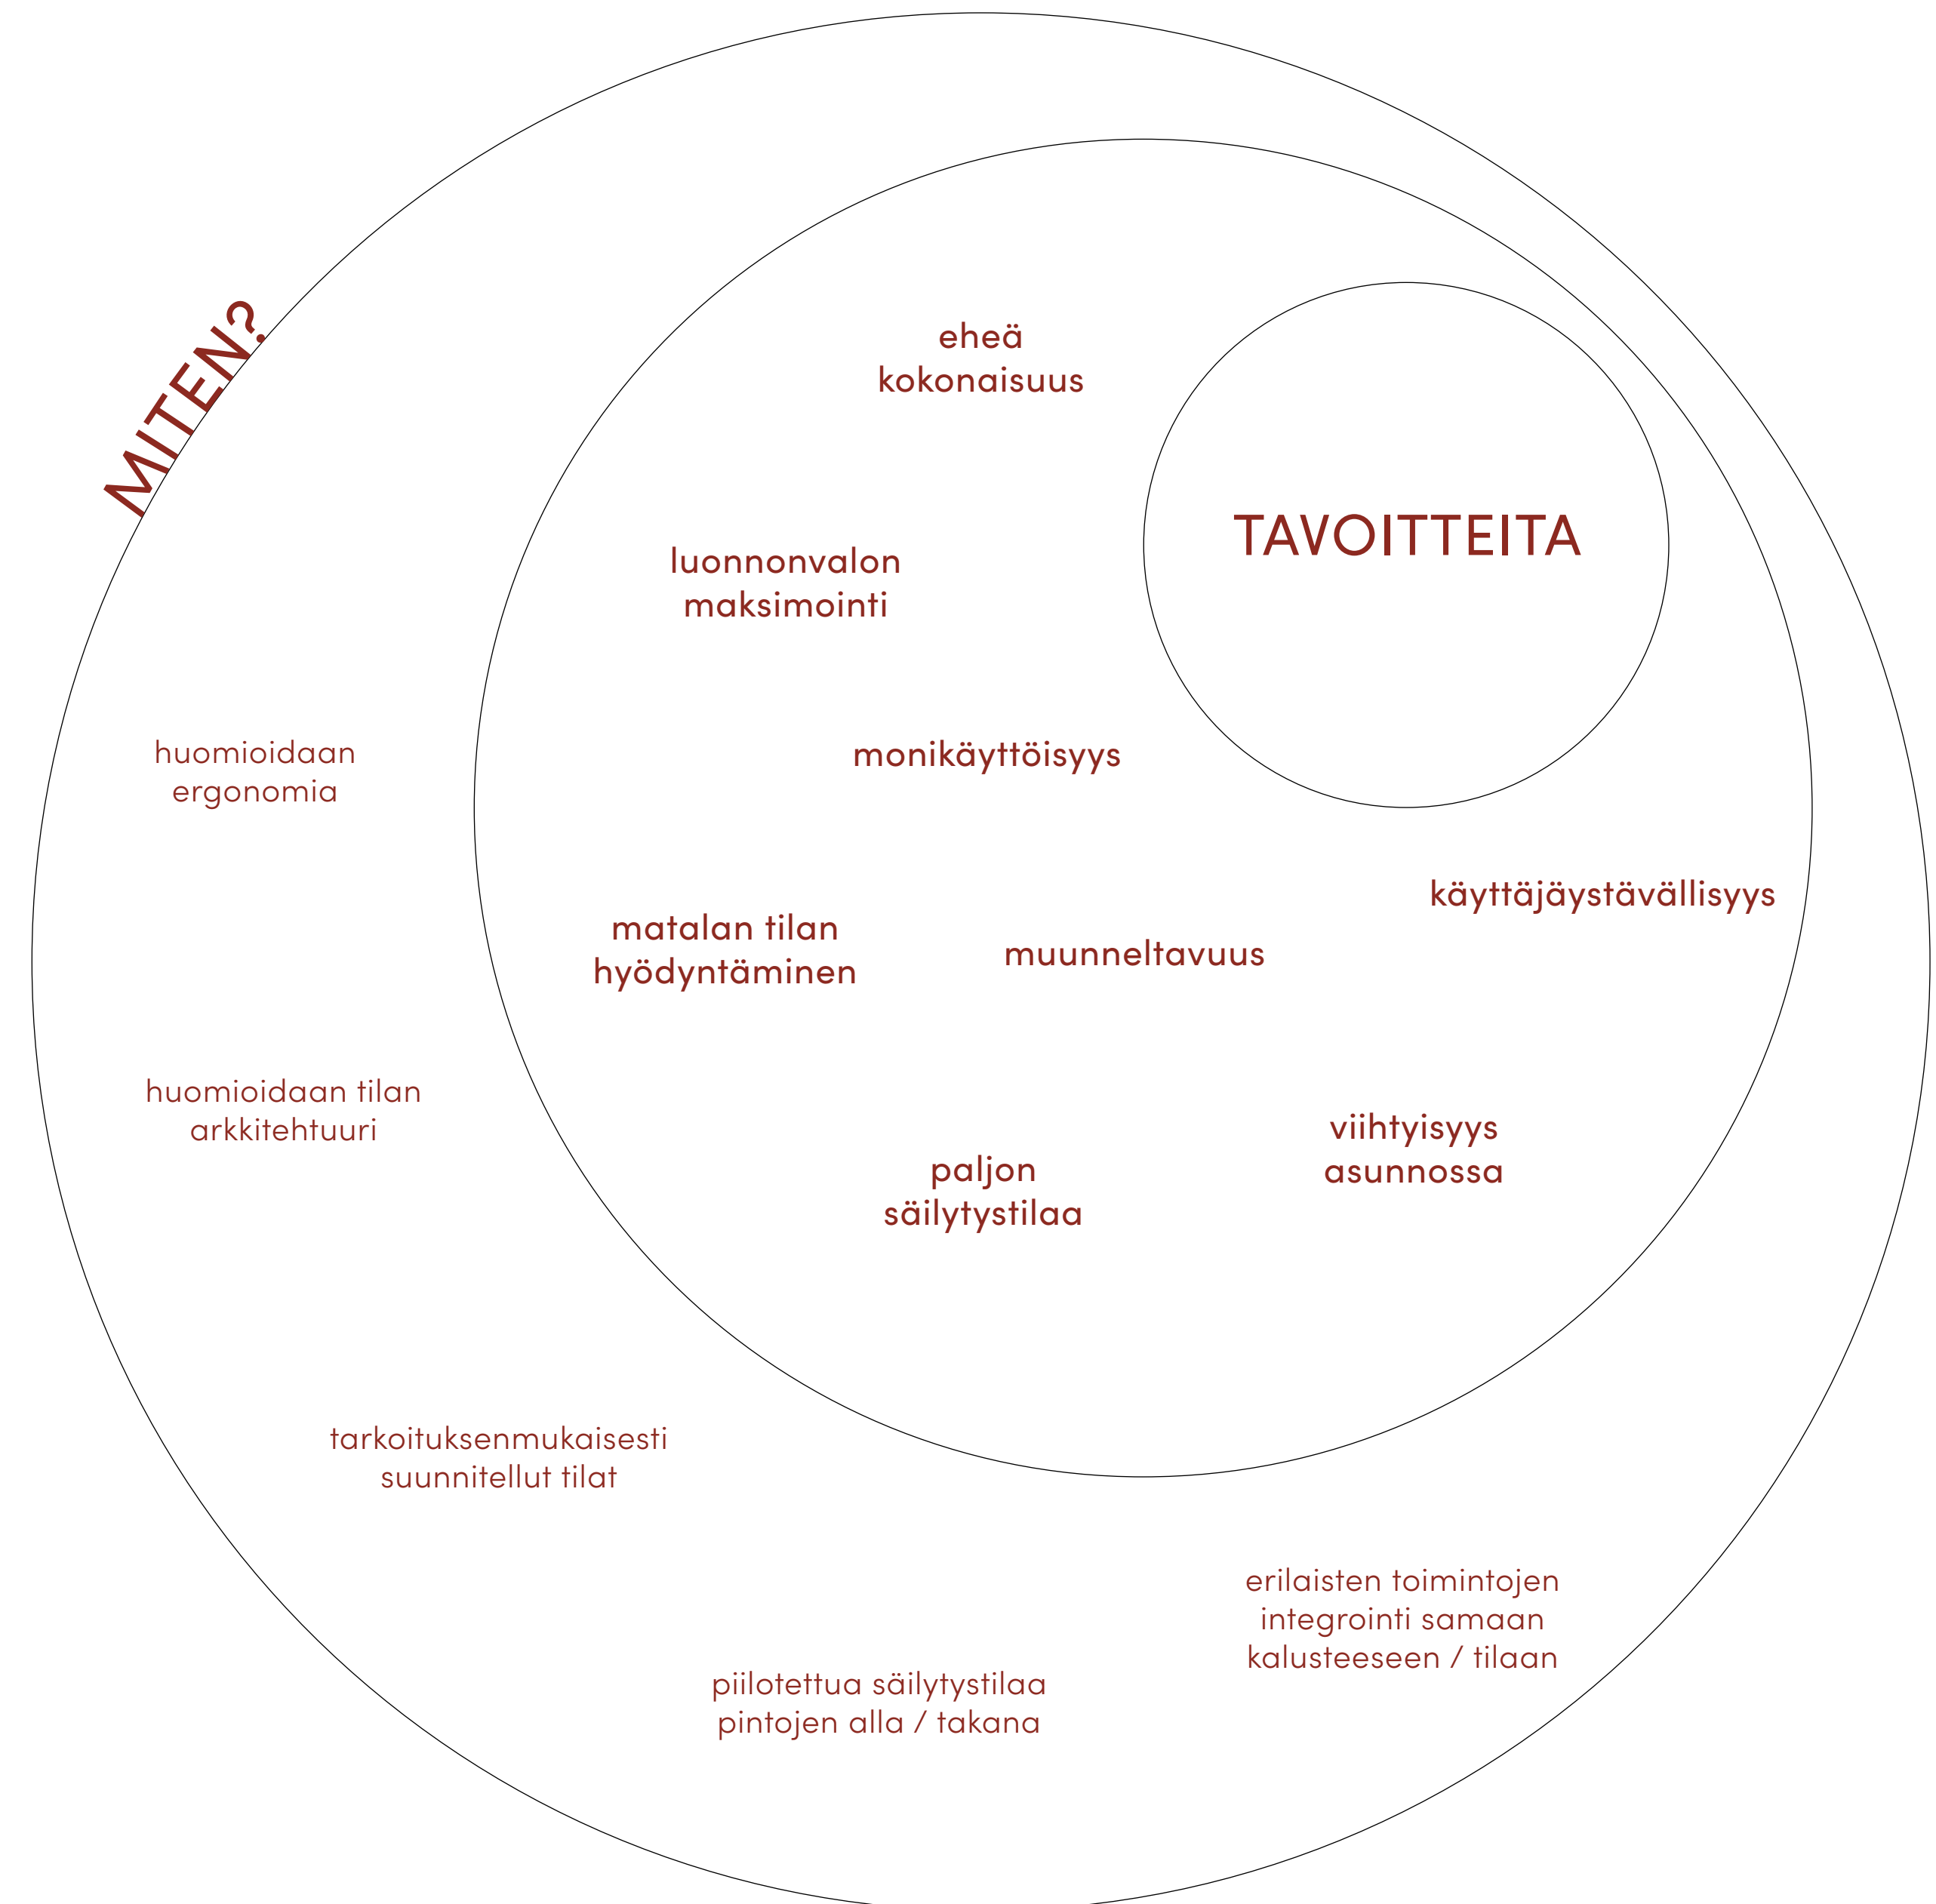 MITEN?
TAVOITTEITA
eheä
kokonaisuus
luonnonvalon
maksimointi
monikäyttöisyys
käyttäjäystävällisyys
matalan tilan
hyödyntäminen
muunneltavuus
viihtyisyys
asunnossa
paljon
säilytystilaa
huomioidaan
ergonomia
huomioidaan tilan
arkkitehtuuri
tarkoituksenmukaisesti
suunnitellut tilat
piilotettua säilytystilaa
pintojen alla / takana
erilaisten toimintojen
integrointi samaan
kalusteeseen / tilaan